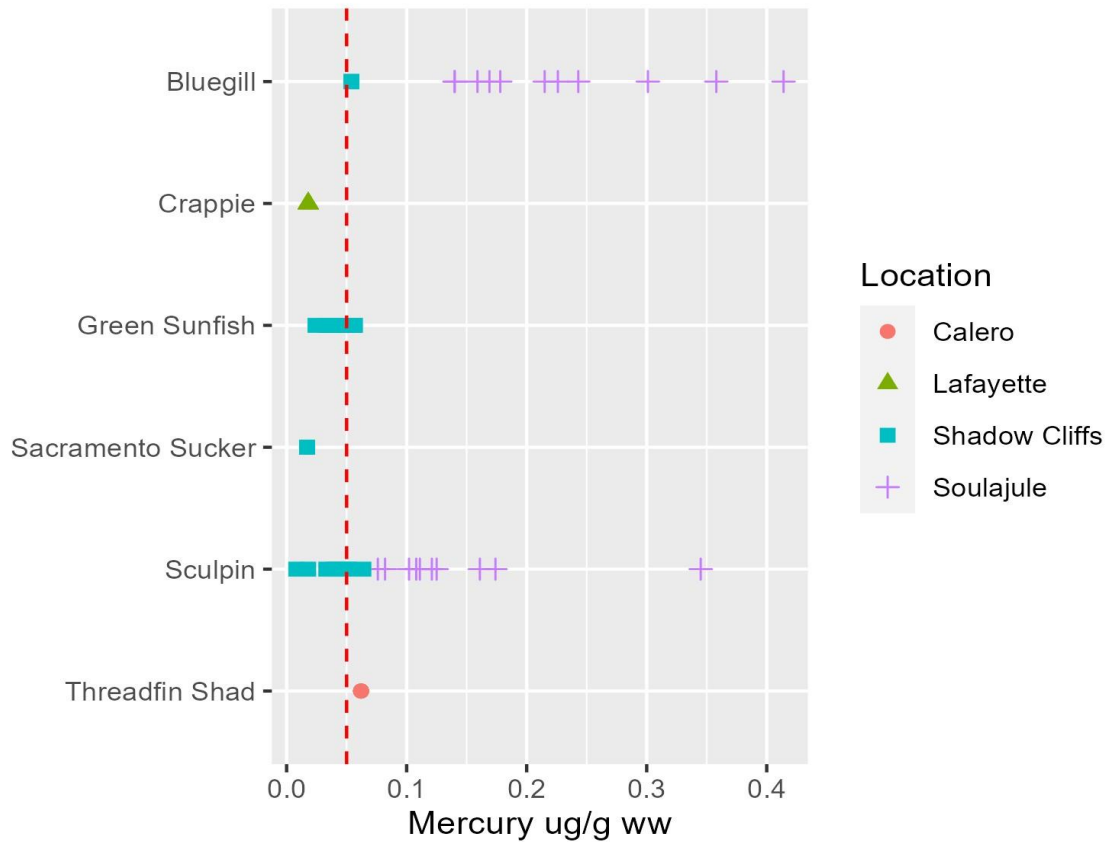 Bluegill
Crappie
Green Sunfish
Sacramento Sucker
Sculpin
Threadfin Shad
0.0 0.1 0.2 0.3 0.4
Mercury ug/g ww
Location
Calero
Lafayette
Shadow Cliffs
Soulajule